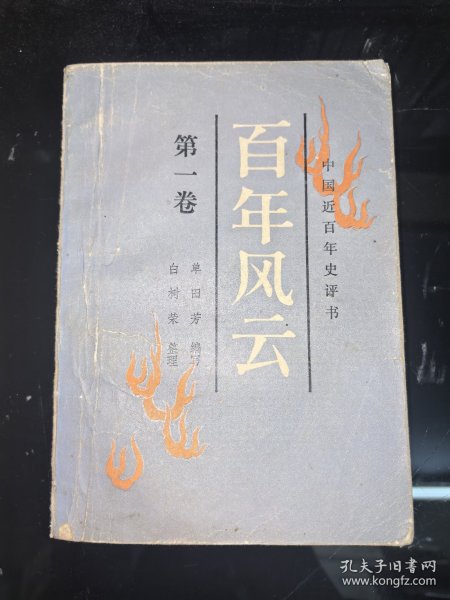 中国近百年史评书
百年风云
第一卷
单田芳 编写
白树荣 整理
孔夫子旧书网
www.kongfz.com